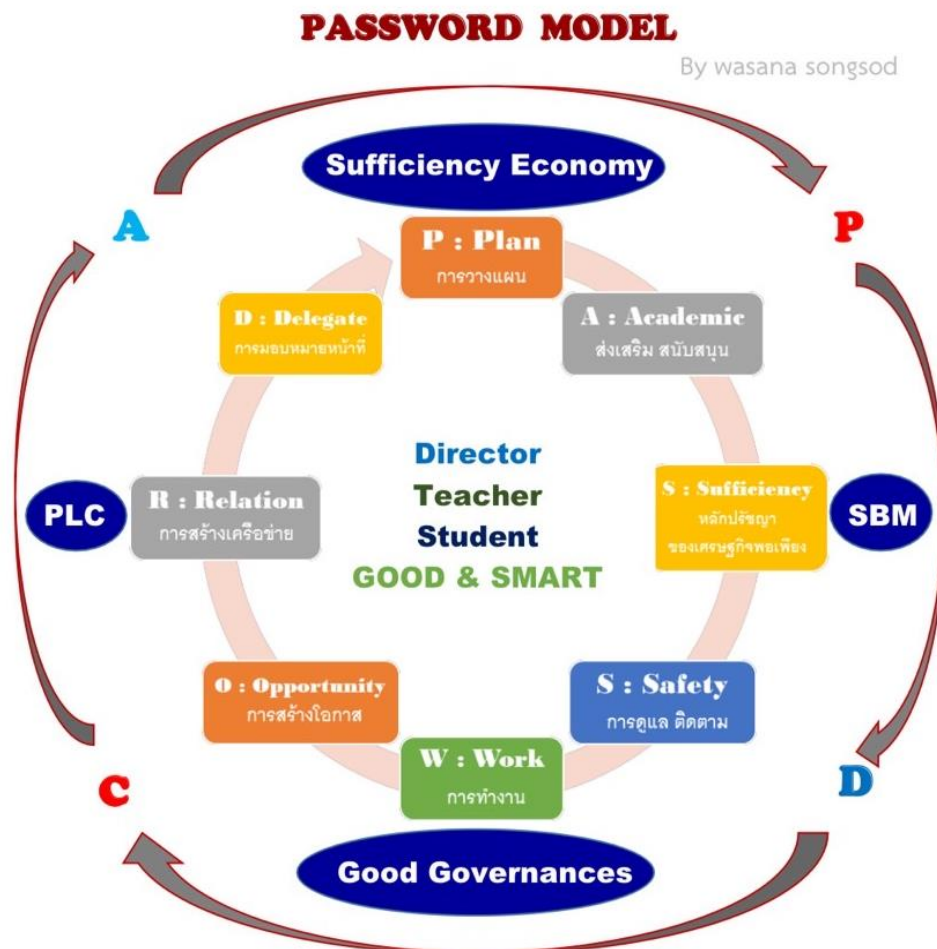 PASSWORD MODEL
By wasana songsod
Sufficiency Economy
A
P
P : Plan
การวางแผน
D : Delegate
การมอบหมายหน้าที่
A : Academic
ส่งเสริม สนับสนุน
Director
Teacher
Student
GOOD & SMART
PLC
R : Relation
การสร้างเครือข่าย
S : Sufficiency
หลักปรัชญา
ของเศรษฐกิจพอเพียง
SBM
O : Opportunity
การสร้างโอกาส
S : Safety
การดูแล ติดตาม
W : Work
การทำงาน
C
D
Good Governances